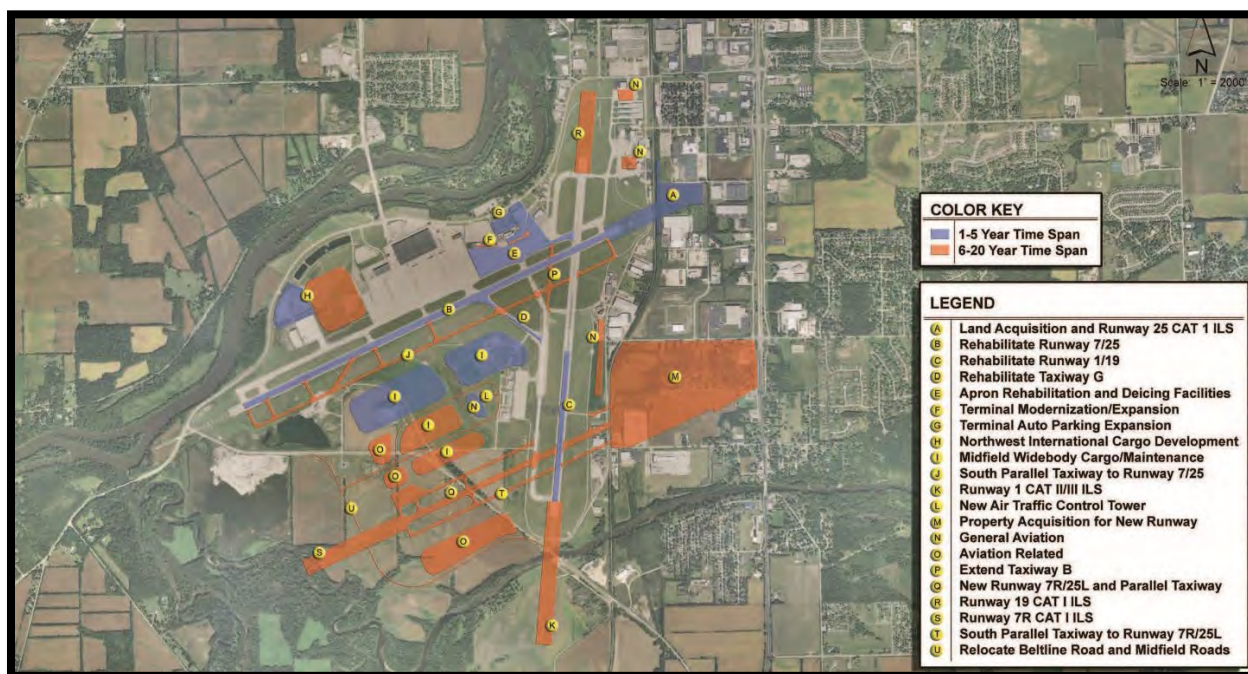 N
Scale: 1" = 2000'
N
R
N
A
G
F
E
P
H
B
D
N
J
I
M
I
L
N
C
I
O
I
O
Q
T
U
O
S
K
COLOR KEY
1-5 Year Time Span
6-20 Year Time Span
LEGEND
A Land Acquisition and Runway 25 CAT 1 ILS
B Rehabilitate Runway 7/25
C Rehabilitate Runway 1/19
D Rehabilitate Taxiway G
E Apron Rehabilitation and Deicing Facilities
F Terminal Modernization/Expansion
G Terminal Auto Parking Expansion
H Northwest International Cargo Development
I Midfield Widebody Cargo/Maintenance
J South Parallel Taxiway to Runway 7/25
K Runway 1 CAT II/III ILS
L New Air Traffic Control Tower
M Property Acquisition for New Runway
N General Aviation
O Aviation Related
P Extend Taxiway B
Q New Runway 7R/25L and Parallel Taxiway
R Runway 19 CAT I ILS
S Runway 7R CAT I ILS
T South Parallel Taxiway to Runway 7R/25L
U Relocate Beltline Road and Midfield Roads